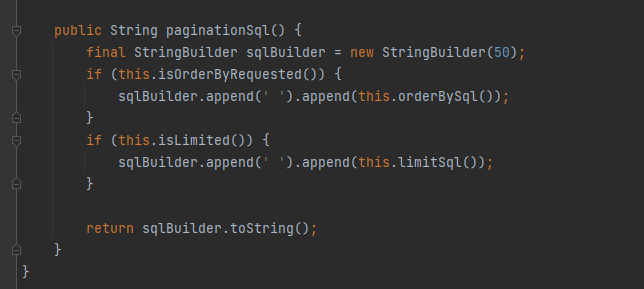 public String paginationSql() {
final StringBuilder sqlBuilder = new StringBuilder(50);
if (this.isOrderByRequested()) {
sqlBuilder.append(' ').append(this.orderBySql());
}
if (this.isLimited()) {
sqlBuilder.append(' ').append(this.limitSql());
}
return sqlBuilder.toString();
}
}